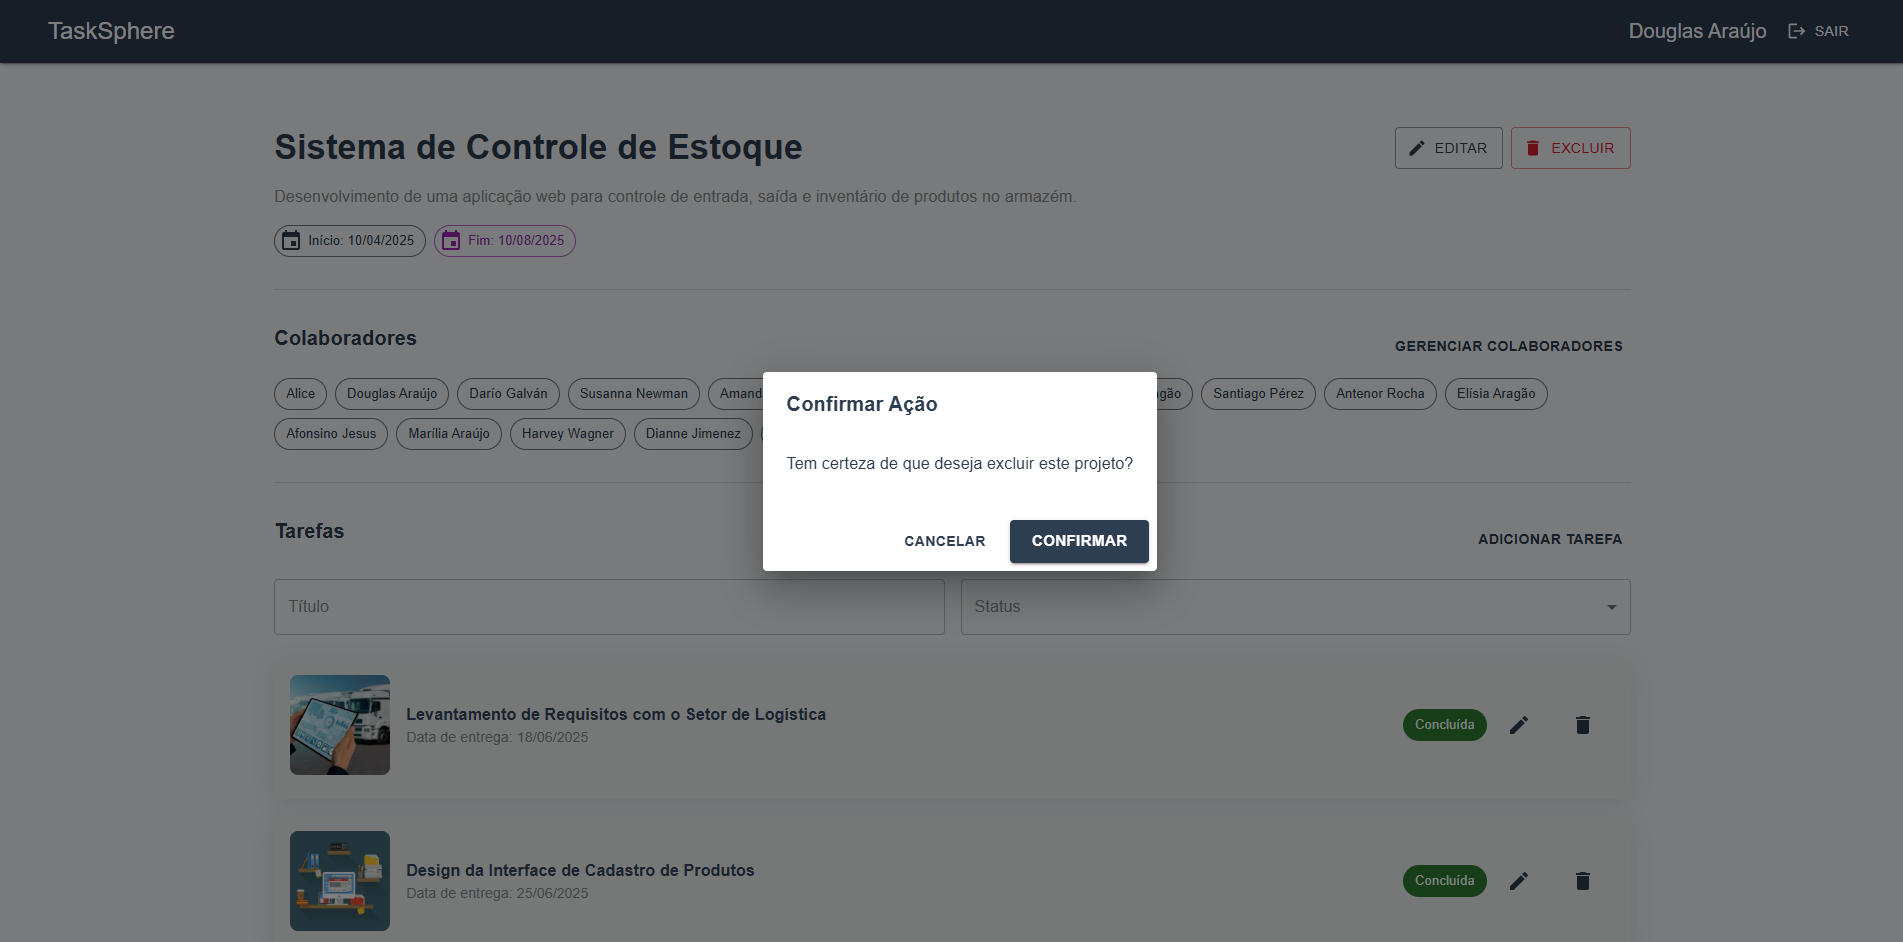 TaskSphere
Douglas Araújo
SAIR
Sistema de Controle de Estoque
EDITAR
EXCLUIR
Desenvolvimento de uma aplicação web para controle de entrada, saída e inventário de produtos no armazém.
Início: 10/04/2025
Fim: 10/08/2025
Colaboradores
GERENCIAR COLABORADORES
Alice
Douglas Araújo
Darío Galván
Susanna Newman
Santiago Pérez
Antenor Rocha
Elísia Aragão
Afonsino Jesus
Marília Araújo
Harvey Wagner
Dianne Jimenez
Confirmar Ação
Tem certeza de que deseja excluir este projeto?
CANCELAR
CONFIRMAR
Tarefas
ADICIONAR TAREFA
Título
Status
Levantamento de Requisitos com o Setor de Logística
Data de entrega: 18/06/2025
Concluída
Design da Interface de Cadastro de Produtos
Data de entrega: 25/06/2025
Concluída